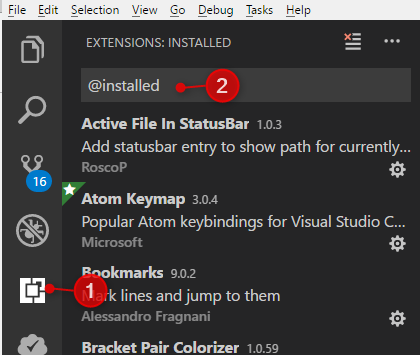 File Edit Selection View Go Debug Tasks Help
EXTENSIONS: INSTALLED
@installed 2
Active File In StatusBar 1.0.3
Add statusbar entry to show path for currently...
RoscoP
16
Atom Keymap 3.0.4
Popular Atom keybindings for Visual Studio C...
Microsoft
Bookmarks 9.0.2
1 Mark lines and jump to them
Alessandro Fragnani
Bracket Pair Colorizer 1.0.59